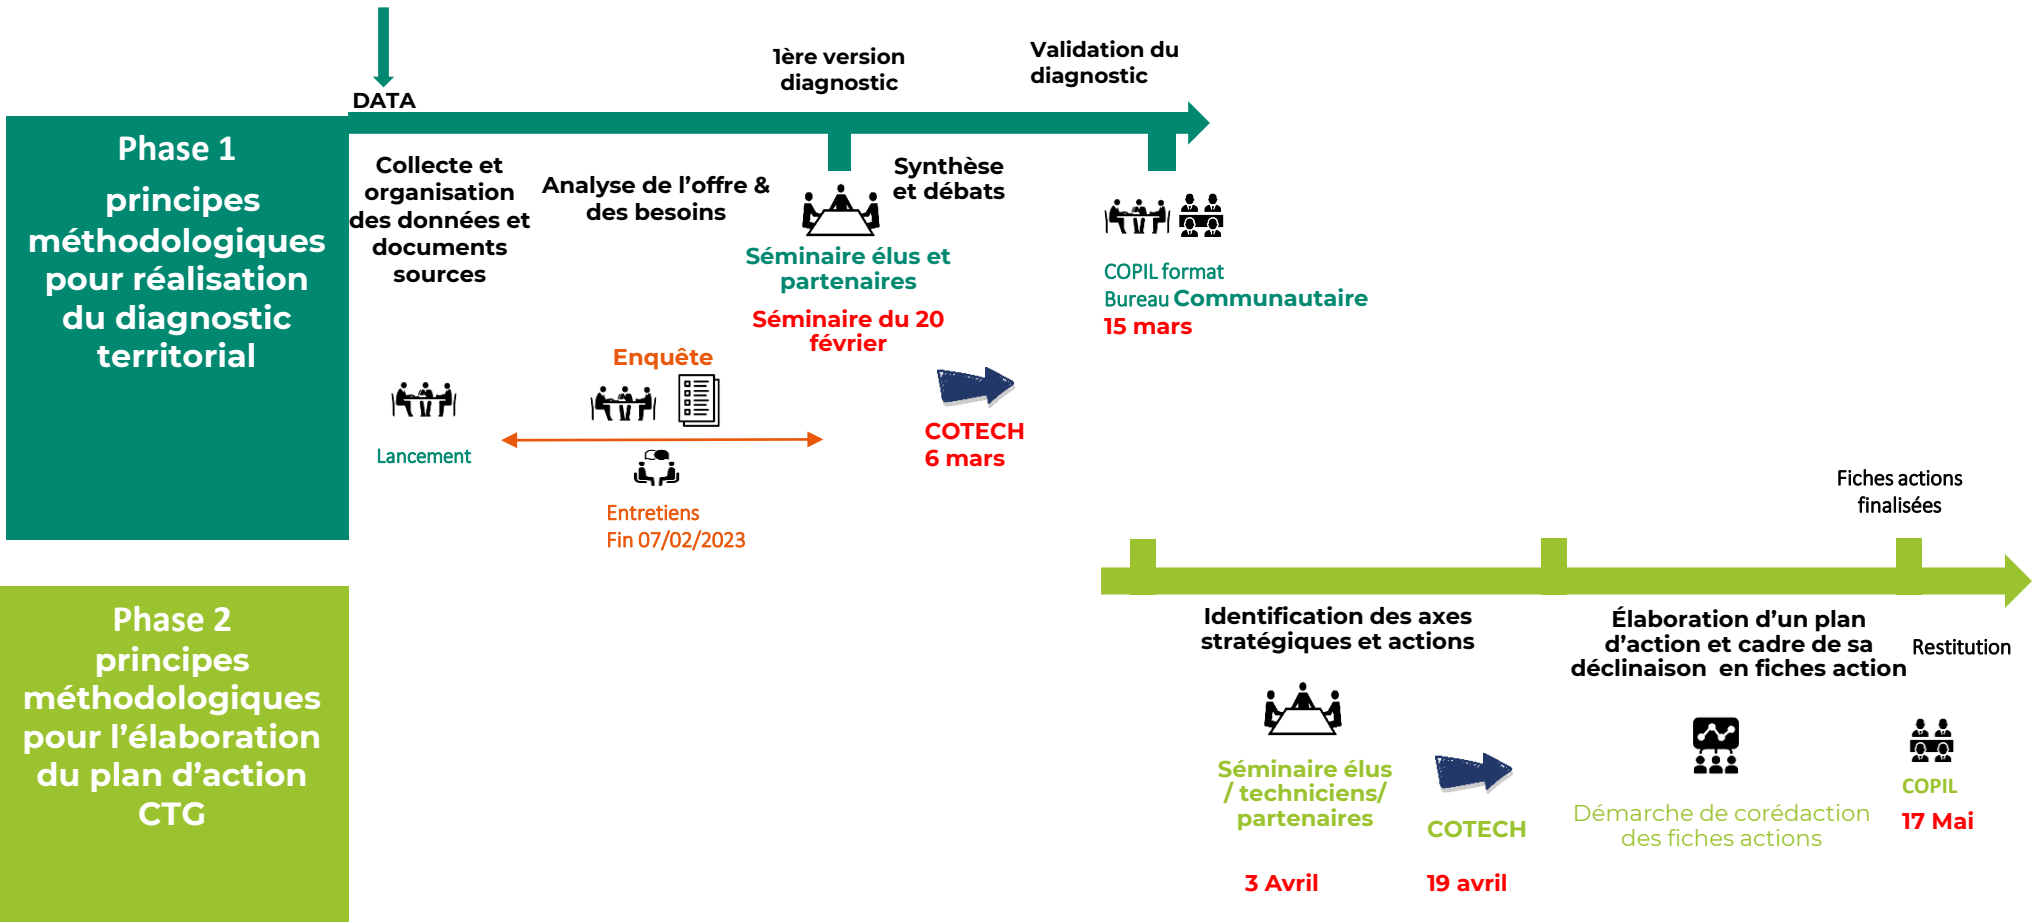 DATA
1ère version
diagnostic
Validation du
diagnostic
Phase 1
principes
méthodologiques
pour réalisation
du diagnostic
territorial
Collecte et
organisation
des données et
documents
sources
Analyse de l’offre &
des besoins
Synthèse
et débats
Séminaire élus et
partenaires
Séminaire du 20
février
COPIL format
Bureau Communautaire
15 mars
Enquête
Lancement
COTECH
6 mars
Entretiens
Fin 07/02/2023
Fiches actions
finalisées
Phase 2
principes
méthodologiques
pour l’élaboration
du plan d’action
CTG
Identification des axes
stratégiques et actions
Élaboration d’un plan
d’action et cadre de sa
déclinaison en fiches action
Restitution
Séminaire élus
/ techniciens/
partenaires
3 Avril
COTECH
19 avril
Démarche de corédaction
des fiches actions
COPIL
17 Mai